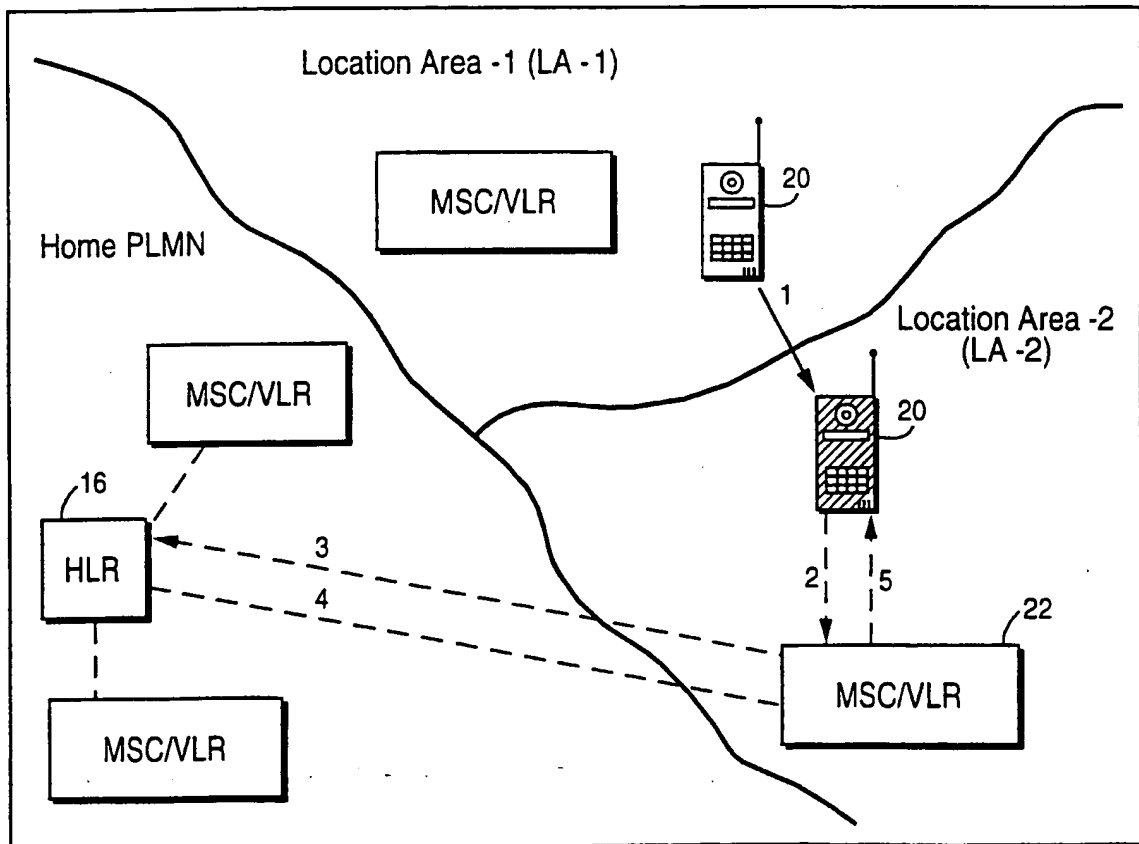 Location Area -1 (LA -1)
MSC/VLR
20
Home PLMN
1
Location Area -2
(LA -2)
MSC/VLR
20
16
HLR
3
4
2
5
22
MSC/VLR
MSC/VLR